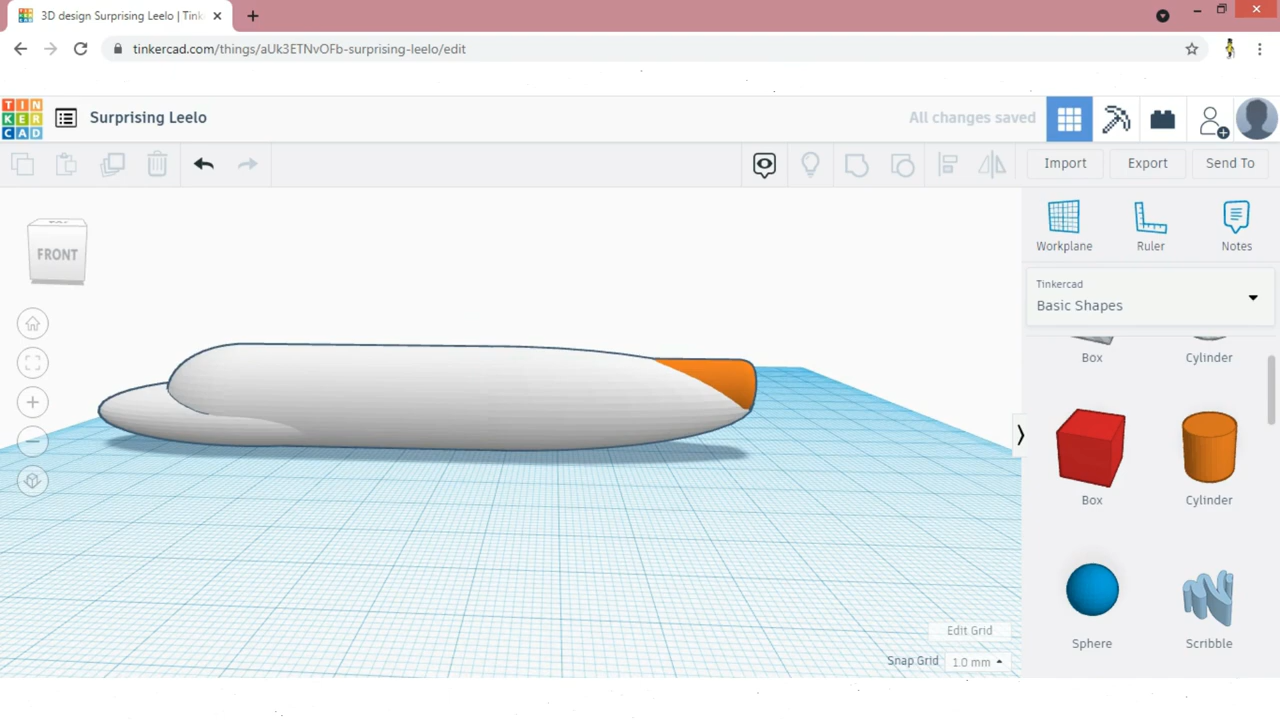 3D design Surprising Leelo | Tink
tinkercad.com/things/aUk3ETNvOFb-surprising-leelo/edit
TIN
KER
CAD
Surprising Leelo
All changes saved
Import
Export
Send To
FRONT
Workplane
Ruler
Notes
Tinkercad
Basic Shapes
Box
Cylinder
Box
Cylinder
Sphere
Scribble
Edit Grid
Snap Grid
1.0 mm